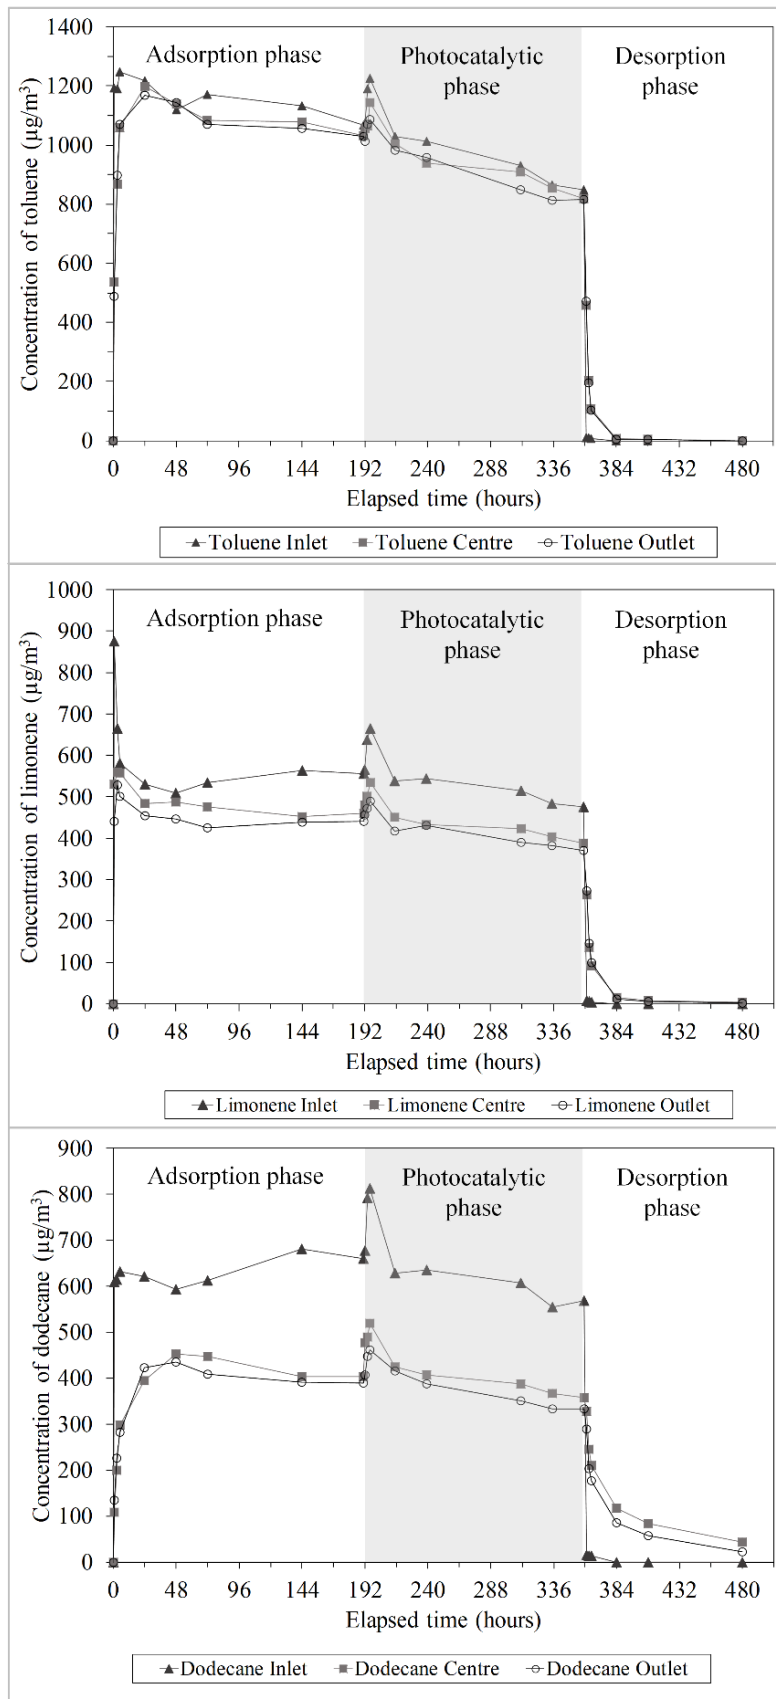 Concentration of toluene (µg/m³)
1400
1200
1000
800
600
400
200
0
Adsorption phase
Photocatalytic
phase
Desorption
phase
0 48 96 144 192 240 288 336 384 432 480
Elapsed time (hours)
Toluene Inlet Toluene Centre Toluene Outlet
Concentration of limonene (µg/m³)
1000
900
800
700
600
500
400
300
200
100
0
Adsorption phase
Photocatalytic
phase
Desorption
phase
0 48 96 144 192 240 288 336 384 432 480
Elapsed time (hours)
Limonene Inlet Limonene Centre Limonene Outlet
Concentration of dodecane (µg/m³)
900
800
700
600
500
400
300
200
100
0
Adsorption phase
Photocatalytic
phase
Desorption
phase
0 48 96 144 192 240 288 336 384 432 480
Elapsed time (hours)
Dodecane Inlet Dodecane Centre Dodecane Outlet